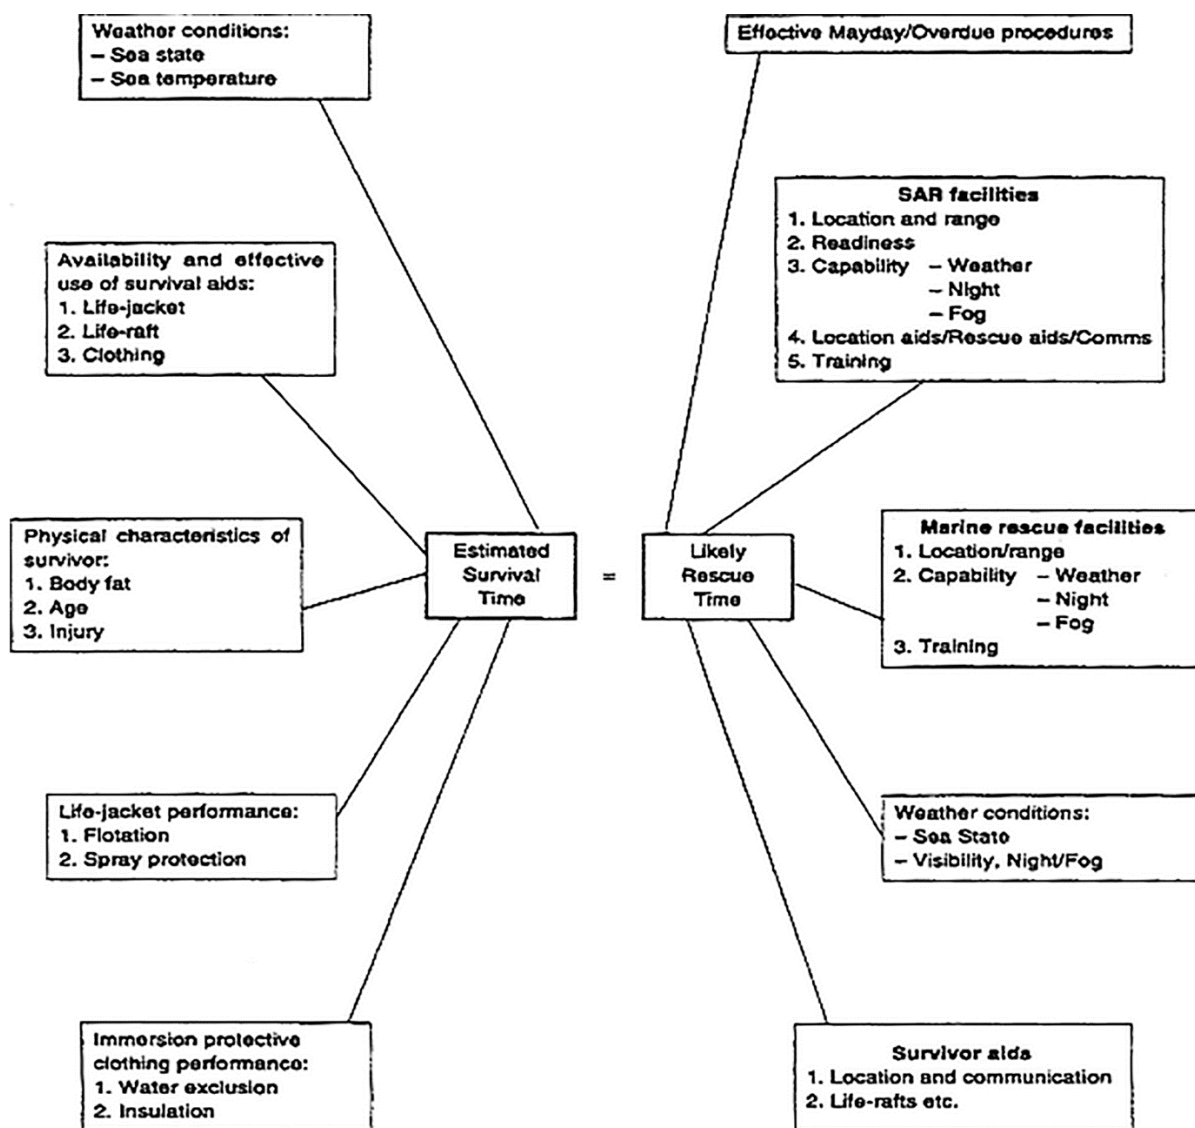 Weather conditions:
– Sea state
– Sea temperature
Availability and effective
use of survival aids:
1. Life-jacket
2. Life-raft
3. Clothing
Physical characteristics of
survivor:
1. Body fat
2. Age
3. Injury
Life-jacket performance:
1. Flotation
2. Spray protection
Immersion protective
clothing performance:
1. Water exclusion
2. Insulation
Estimated
Survival
Time
=
Likely
Rescue
Time
Effective Mayday/Overdue procedures
SAR facilities
1. Location and range
2. Readiness
3. Capability – Weather
– Night
– Fog
4. Location aids/Rescue aids/Comms
5. Training
Marine rescue facilities
1. Location/range
2. Capability – Weather
– Night
– Fog
3. Training
Weather conditions:
– Sea State
– Visibility, Night/Fog
Survivor aids
1. Location and communication
2. Life-rafts etc.